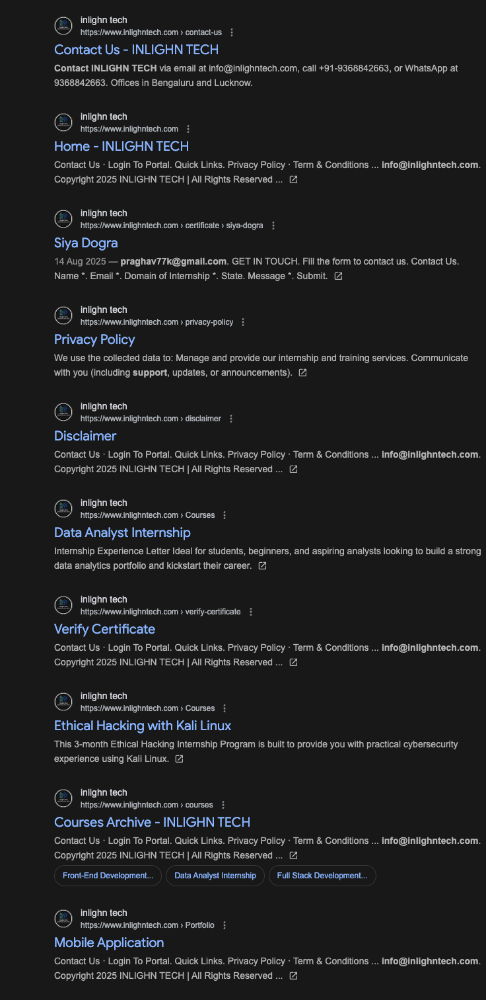 inlighn tech
https://www.inlighntech.com › contact-us
Contact Us - INLIGHN TECH
Contact INLIGHN TECH via email at info@inlighntech.com, call +91-9368842663, or WhatsApp at
9368842663. Offices in Bengaluru and Lucknow.
inlighn tech
https://www.inlighntech.com
Home - INLIGHN TECH
Contact Us · Login To Portal. Quick Links. Privacy Policy · Term & Conditions ... info@inlighntech.com.
Copyright 2025 INLIGHN TECH | All Rights Reserved ...
inlighn tech
https://www.inlighntech.com › certificate › siya-dogra
Siya Dogra
14 Aug 2025 — praghav77k@gmail.com. GET IN TOUCH. Fill the form to contact us. Contact Us.
Name *. Email *. Domain of Internship *. State. Message *. Submit.
inlighn tech
https://www.inlighntech.com › privacy-policy
Privacy Policy
We use the collected data to: Manage and provide our internship and training services. Communicate
with you (including support, updates, or announcements).
inlighn tech
https://www.inlighntech.com › disclaimer
Disclaimer
Contact Us · Login To Portal. Quick Links. Privacy Policy · Term & Conditions ... info@inlighntech.com.
Copyright 2025 INLIGHN TECH | All Rights Reserved ...
inlighn tech
https://www.inlighntech.com › Courses
Data Analyst Internship
Internship Experience Letter Ideal for students, beginners, and aspiring analysts looking to build a strong
data analytics portfolio and kickstart their career.
inlighn tech
https://www.inlighntech.com › verify-certificate
Verify Certificate
Contact Us · Login To Portal. Quick Links. Privacy Policy · Term & Conditions ... info@inlighntech.com.
Copyright 2025 INLIGHN TECH | All Rights Reserved ...
inlighn tech
https://www.inlighntech.com › Courses
Ethical Hacking with Kali Linux
This 3-month Ethical Hacking Internship Program is built to provide you with practical cybersecurity
experience using Kali Linux.
inlighn tech
https://www.inlighntech.com › courses
Courses Archive - INLIGHN TECH
Contact Us · Login To Portal. Quick Links. Privacy Policy · Term & Conditions ... info@inlighntech.com.
Copyright 2025 INLIGHN TECH | All Rights Reserved ...
Front-End Development... Data Analyst Internship Full Stack Development...
inlighn tech
https://www.inlighntech.com › Portfolio
Mobile Application
Contact Us · Login To Portal. Quick Links. Privacy Policy · Term & Conditions ... info@inlighntech.com.
Copyright 2025 INLIGHN TECH | All Rights Reserved ...